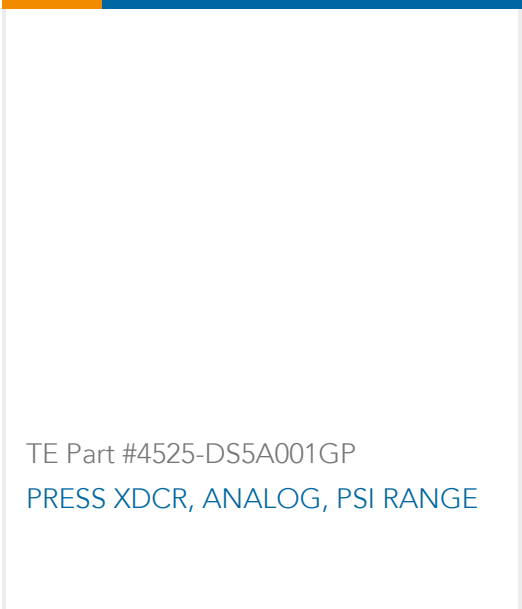 TE Part #4525-DS5A001GP
PRESS XDCR, ANALOG, PSI RANGE